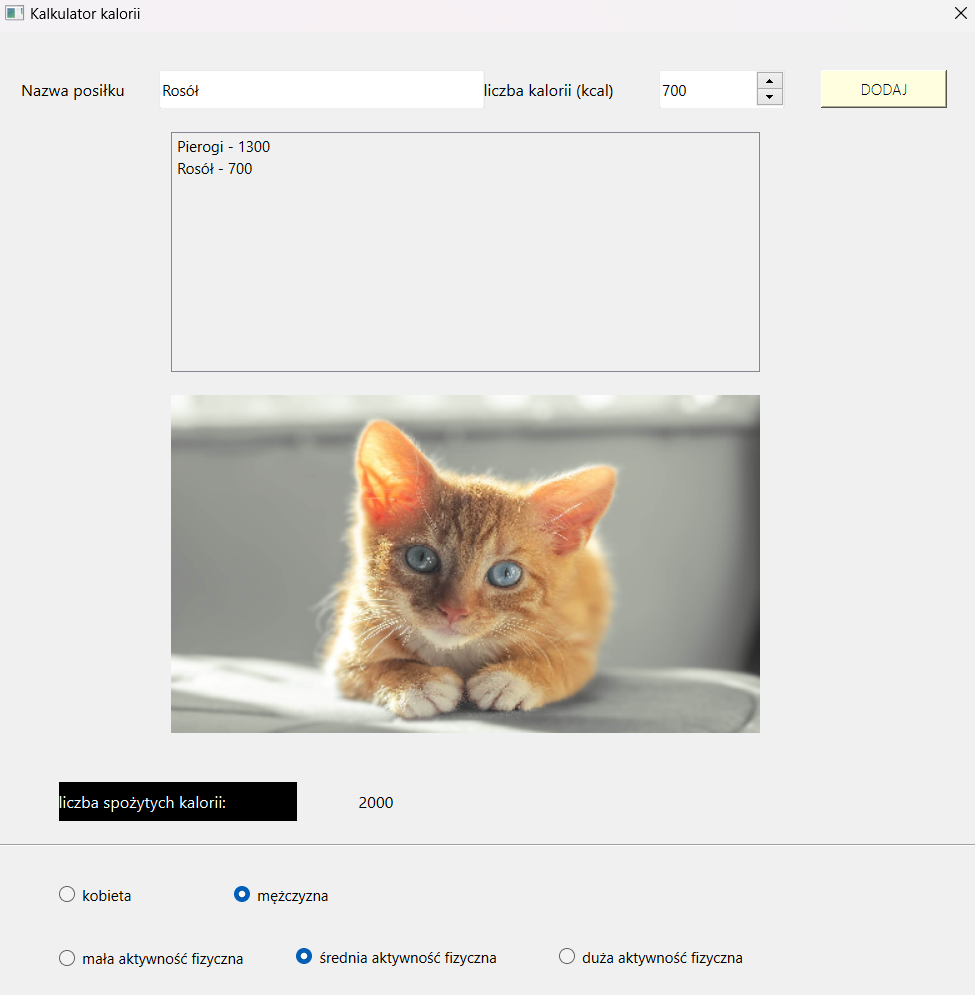 Kalkulator kalorii
Nazwa posiłku Rosół liczba kalorii (kcal) 700 DODAJ
Pierogi - 1300
Rosół - 700
liczba spożytych kalorii: 2000
kobieta mężczyzna
mała aktywność fizyczna średnia aktywność fizyczna duża aktywność fizyczna